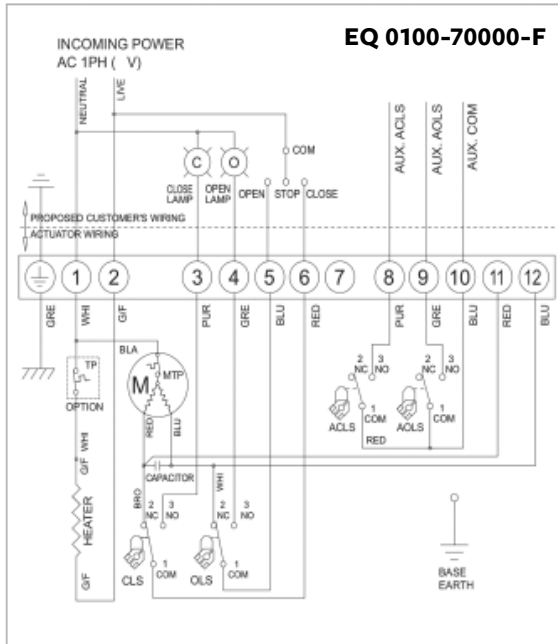 EQ 0100-70000-F
INCOMING POWER
AC 1PH ( V)
NEUTRAL
LIVE
AUX. ACLS
AUX. AOLS
AUX. COM
COM
C
O
CLOSE
LAMP
OPEN
LAMP
OPEN
STOP
CLOSE
PROPOSED CUSTOMER'S WIRING
ACTUATOR WIRING
1
2
3
4
5
6
7
8
9
10
11
12
GRE
WHI
G/F
PUR
GRE
BLU
RED
PUR
GRE
BLU
RED
BLU
BLA
TP
OPTION
M
MTP
RED
BLU
2
NC
3
NO
1
COM
ACLS
2
NC
3
NO
1
COM
AOLS
RED
G/F WHI
CAPACITOR
HEATER
G/F
BRO
WHI
2
NC
3
NO
1
COM
CLS
2
NC
3
NO
1
COM
OLS
BASE
EARTH